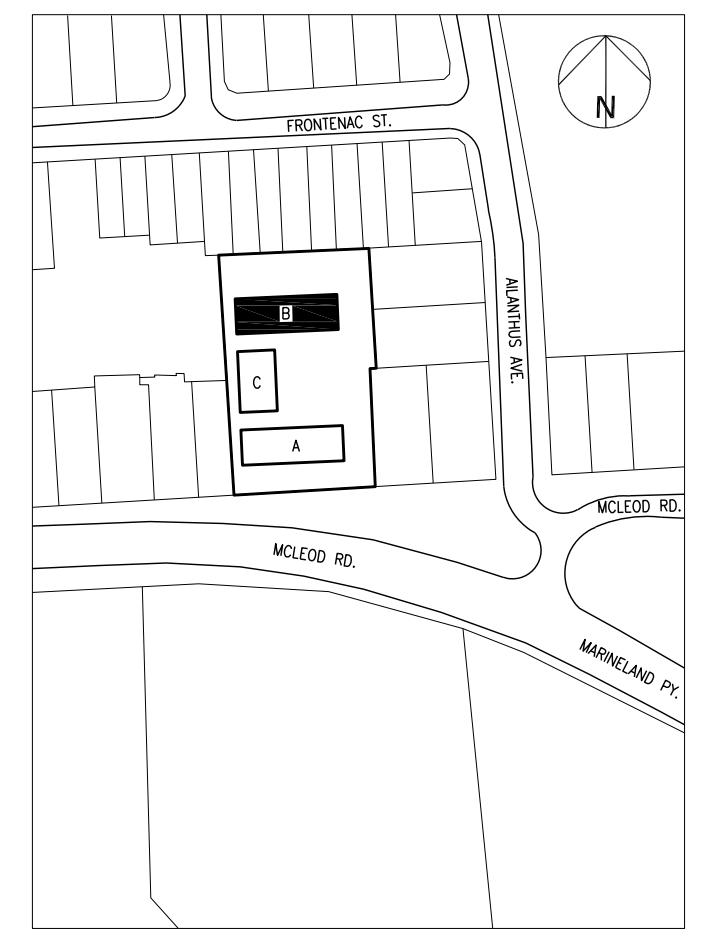 N
FRONTENAC ST.
AILANTHUS AVE.
B
C
A
MCLEOD RD.
MCLEOD RD.
MARINELAND PY.